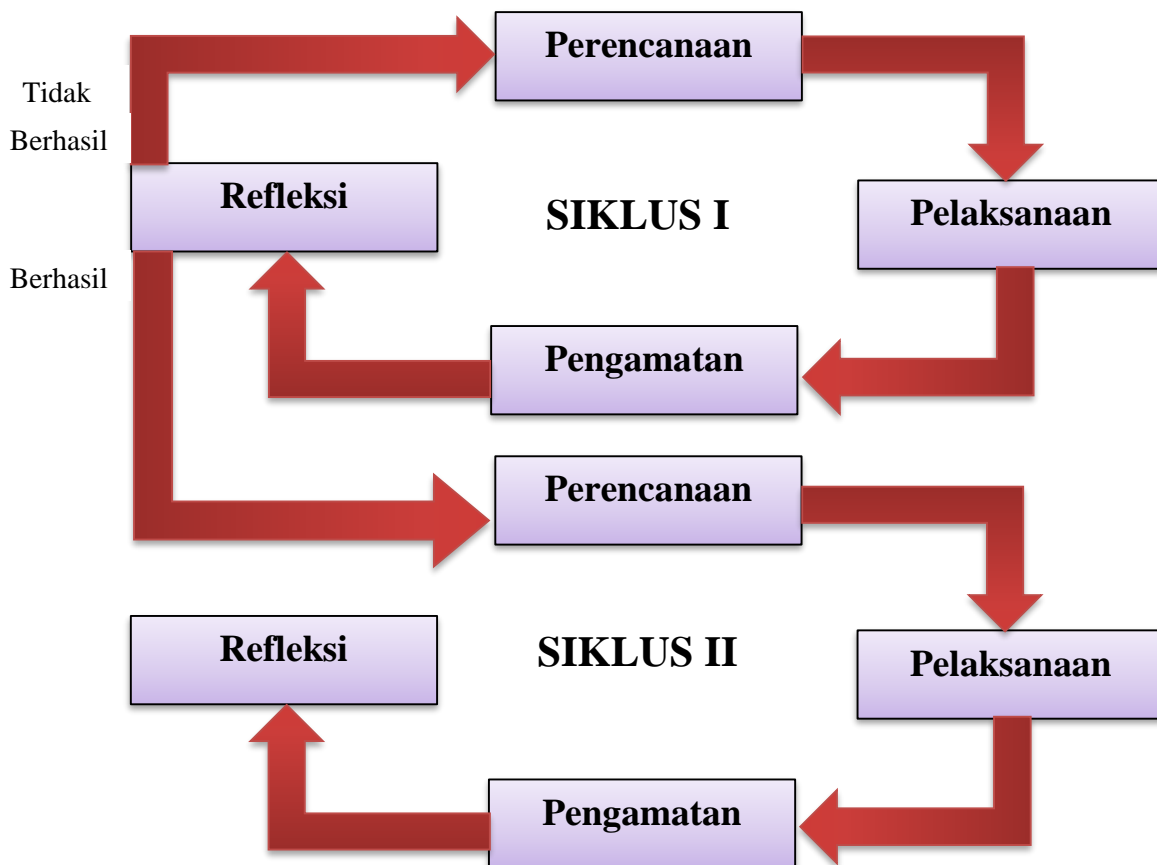 Perencanaan
Tidak
Berhasil
Refleksi
SIKLUS I
Pelaksanaan
Berhasil
Pengamatan
Perencanaan
Refleksi
SIKLUS II
Pelaksanaan
Pengamatan